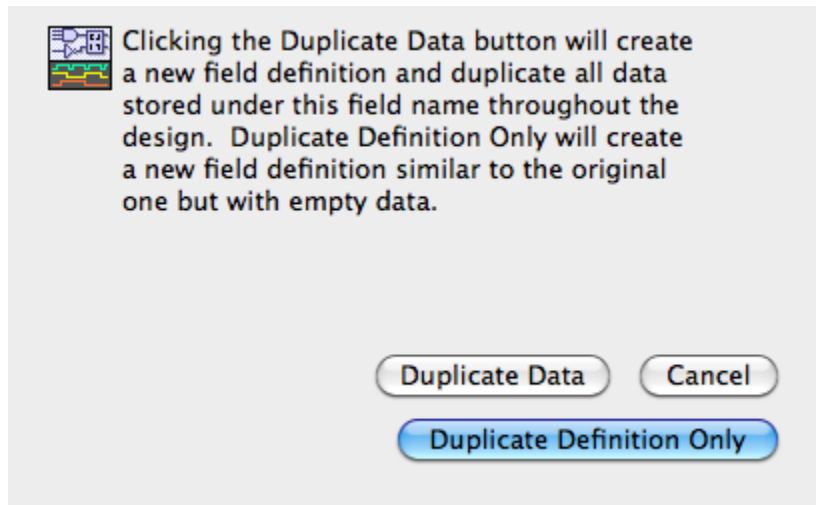 Clicking the Duplicate Data button will create
a new field definition and duplicate all data
stored under this field name throughout the
design.  Duplicate Definition Only will create
a new field definition similar to the original
one but with empty data.
Duplicate Data
Cancel
Duplicate Definition Only